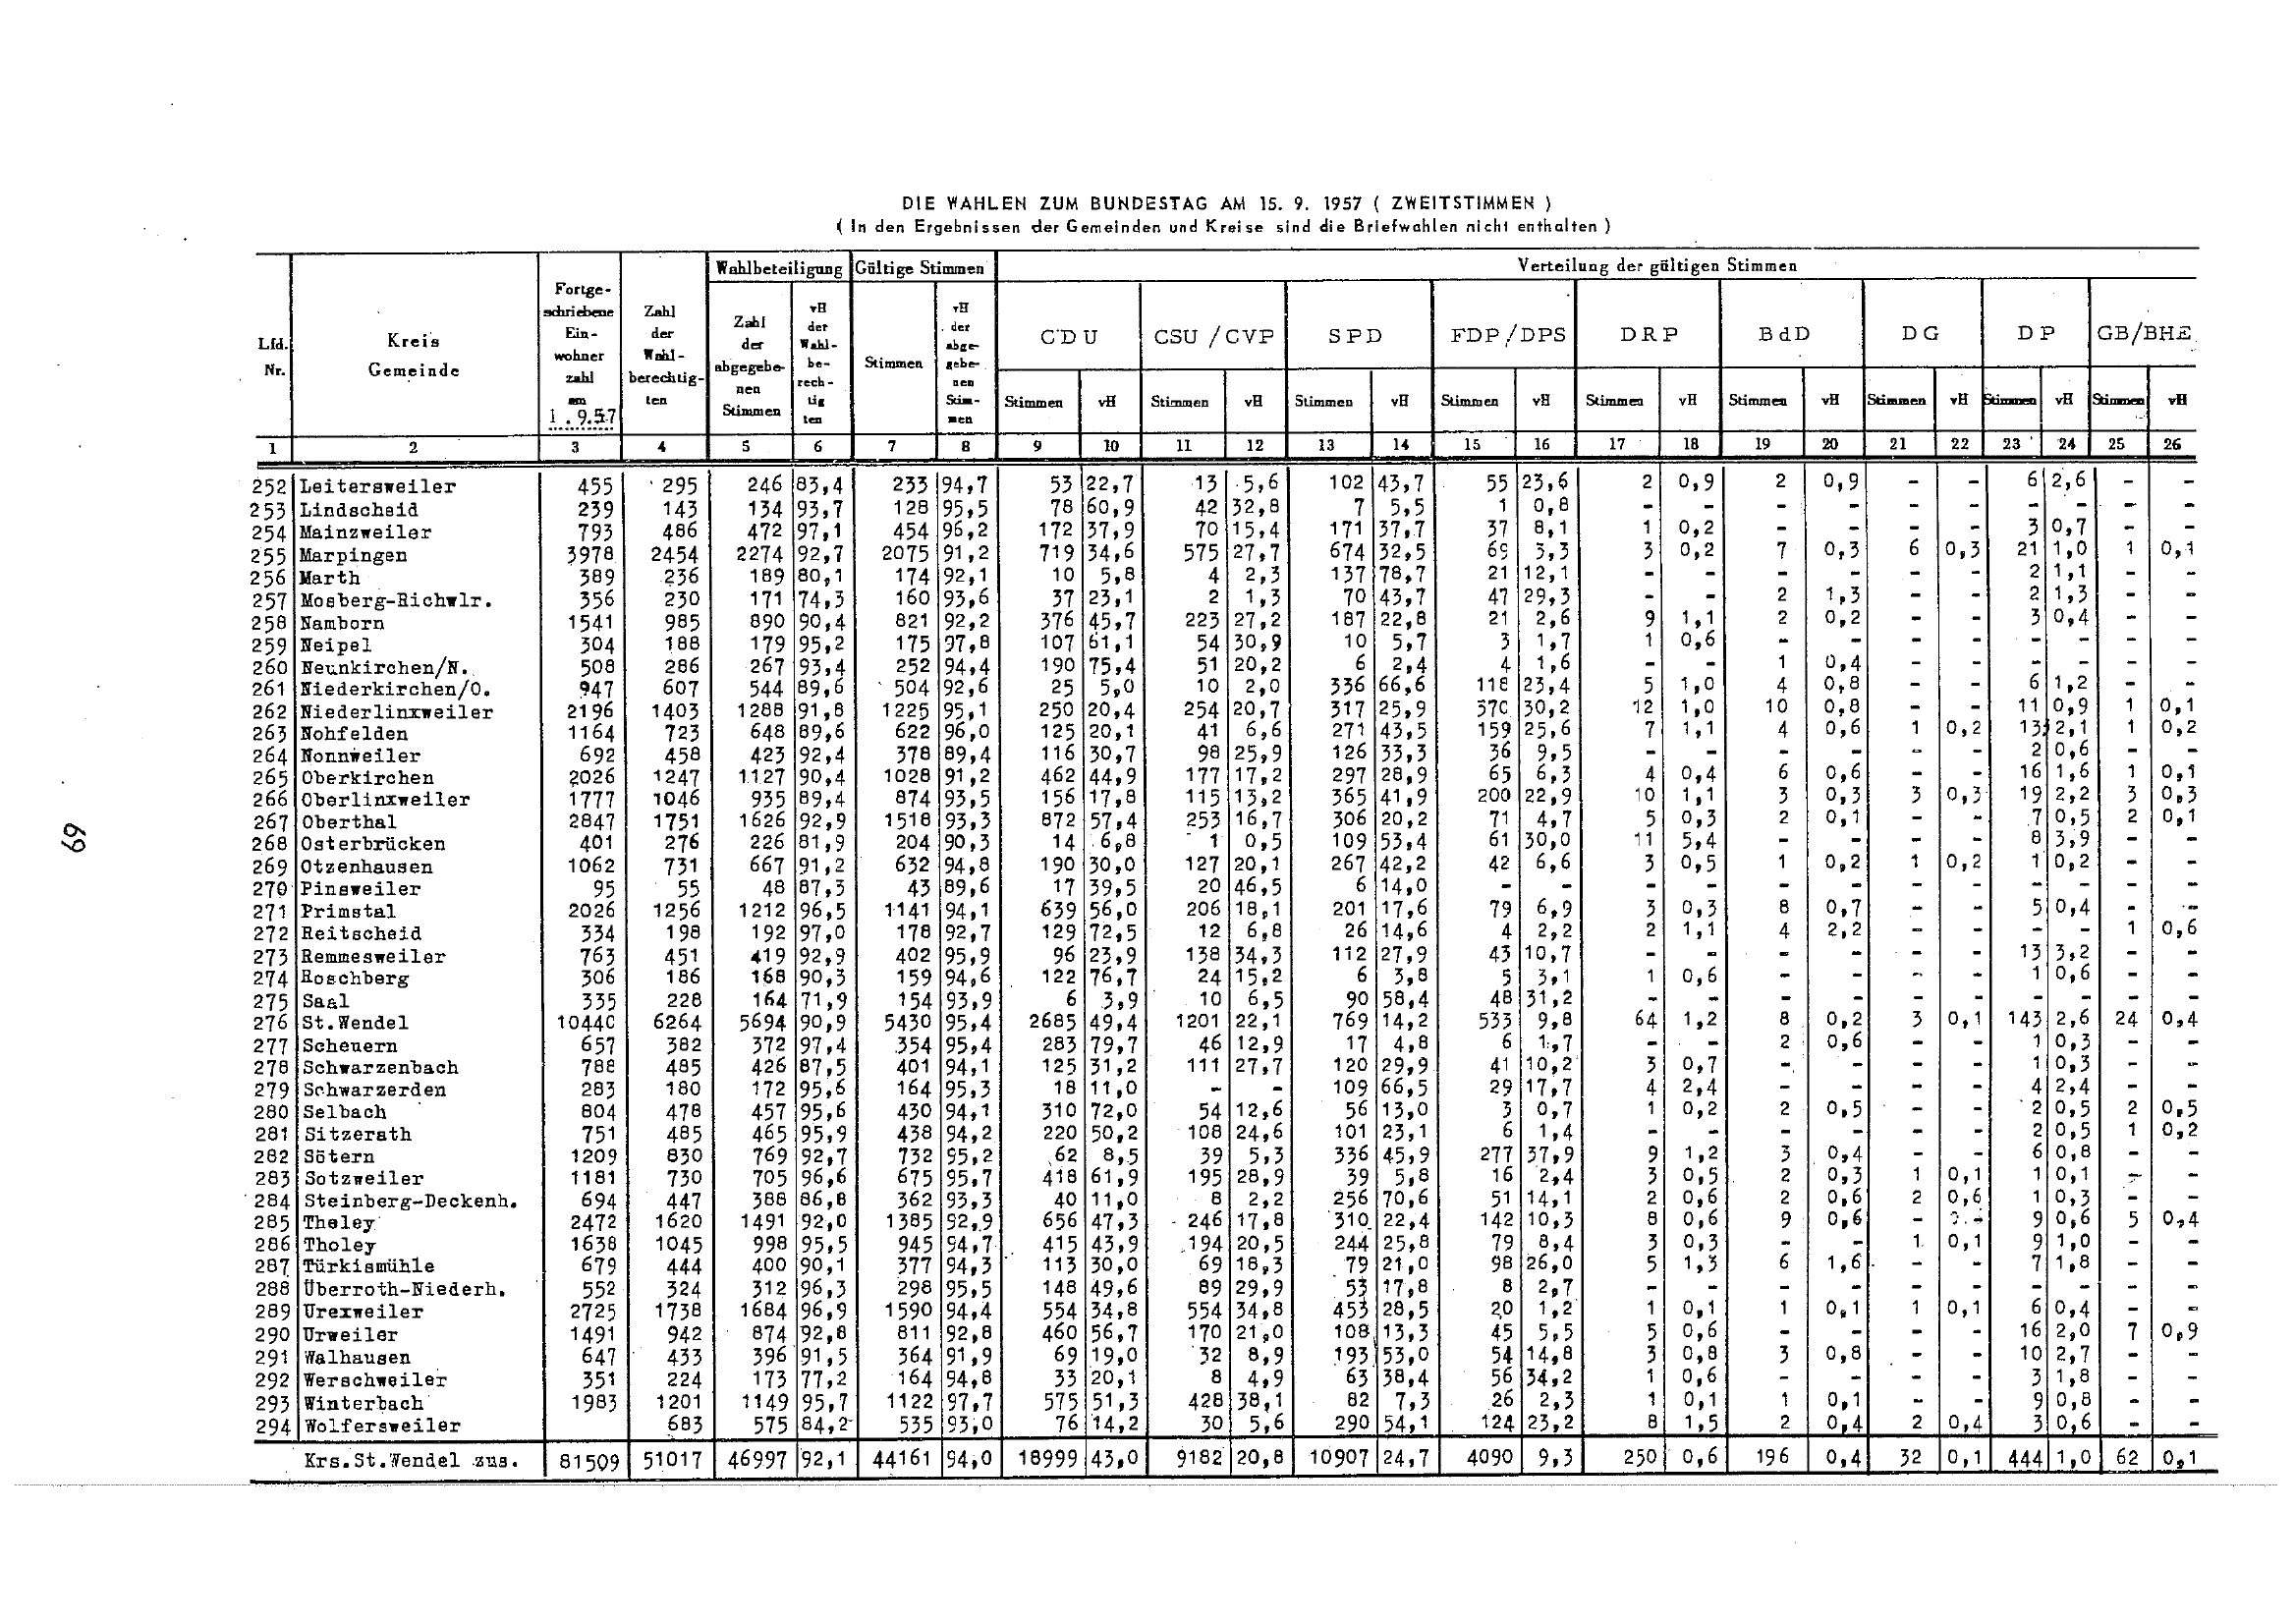 DIE WAHLEN ZUM BUNDESTAG AM 15. 9. 1957 ( ZWEITSTIMMEN )
( In den Ergebnissen der Gemeinden und Kreise sind die Briefwahlen nicht enthalten )
Lfd. Nr. | Kreis Gemeinde | Fortge- schriebene Ein- wohner zahl am 1.9.57 | Zahl der Wahl- berechtig- ten | Wahlbeteiligung | Gültige Stimmen | Verteilung der gültigen Stimmen
Zahl der abgegebe- nen Stimmen | vH der Wahl- be- rech- tig ten | Stimmen | vH der abge- gebe- nen Stim- men | CDU | CSU/CVP | SPD | FDP/DPS | DRP | BdD | DG | DP | GB/BHE
Stimmen vH Stimmen vH Stimmen vH Stimmen vH Stimmen vH Stimmen vH Stimmen vH Stimmen vH Stimmen vH
1 2 3 4 5 6 7 8 9 10 11 12 13 14 15 16 17 18 19 20 21 22 23 24 25 26
252 Leitersweiler 455 295 246 83,4 233 94,7 53 22,7 13 5,6 102 43,7 55 23,6 2 0,9 2 0,9 - - 6 2,6 - -
253 Lindscheid 239 143 134 93,7 128 95,5 78 60,9 42 32,8 7 5,5 1 0,8 - - - - - - - - - -
254 Mainzweiler 793 486 472 97,1 454 96,2 172 37,9 70 15,4 171 37,7 37 8,1 1 0,2 - - - - 3 0,7 - -
255 Marpingen 3978 2454 2274 92,7 2075 91,2 719 34,6 575 27,7 674 32,5 69 3,3 3 0,2 7 0,3 6 0,3 21 1,0 1 0,1
256 Marth 389 236 189 80,1 174 92,1 10 5,8 4 2,3 137 78,7 21 12,1 - - - - - - 2 1,1 - -
257 Mosberg-Richwlr. 356 230 171 74,3 160 93,6 37 23,1 2 1,3 70 43,7 47 29,3 - - 2 1,3 - - 2 1,3 - -
258 Namborn 1541 985 890 90,4 821 92,2 376 45,7 223 27,2 187 22,8 21 2,6 9 1,1 2 0,2 - - 3 0,4 - -
259 Neipel 304 188 179 95,2 175 97,8 107 61,1 54 30,9 10 5,7 3 1,7 1 0,6 - - - - - - - -
260 Neunkirchen/N. 508 286 267 93,4 252 94,4 190 75,4 51 20,2 6 2,4 4 1,6 - - 1 0,4 - - - - - -
261 Niederkirchen/O. 947 607 544 89,6 504 92,6 25 5,0 10 2,0 336 66,6 118 23,4 5 1,0 4 0,8 - - 6 1,2 - -
262 Niederlinxweiler 2196 1403 1288 91,8 1225 95,1 250 20,4 254 20,7 317 25,9 370 30,2 12 1,0 10 0,8 - - 11 0,9 1 0,1
263 Nohfelden 1164 723 648 89,6 622 96,0 125 20,1 41 6,6 271 43,5 159 25,6 7 1,1 4 0,6 1 0,2 13 2,1 1 0,2
264 Nonnweiler 692 458 423 92,4 378 89,4 116 30,7 98 25,9 126 33,3 36 9,5 - - - - - - 2 0,6 - -
265 Oberkirchen 2026 1247 1127 90,4 1028 91,2 462 44,9 177 17,2 297 28,9 65 6,3 4 0,4 6 0,6 - - 16 1,6 1 0,1
266 Oberlinxweiler 1777 1046 935 89,4 874 93,5 156 17,8 115 13,2 365 41,9 200 22,9 10 1,1 3 0,3 3 0,3 19 2,2 3 0,3
267 Oberthal 2847 1751 1626 92,9 1518 93,3 872 57,4 253 16,7 306 20,2 71 4,7 5 0,3 2 0,1 - - 7 0,5 2 0,1
268 Osterbrücken 401 276 226 81,9 204 90,3 14 6,8 1 0,5 109 53,4 61 30,0 11 5,4 - - - - 8 3,9 - -
269 Otzenhausen 1062 731 667 91,2 632 94,8 190 30,0 127 20,1 267 42,2 42 6,6 3 0,5 1 0,2 1 0,2 1 0,2 - -
270 Pinsweiler 95 55 48 87,3 43 89,6 17 39,5 20 46,5 6 14,0 - - - - - - - - - - - -
271 Primstal 2026 1256 1212 96,5 1141 94,1 639 56,0 206 18,1 201 17,6 79 6,9 3 0,3 8 0,7 - - 5 0,4 - -
272 Reitscheid 334 198 192 97,0 178 92,7 129 72,5 12 6,8 26 14,6 4 2,2 2 1,1 4 2,2 - - - - 1 0,6
273 Remmesweiler 763 451 419 92,9 402 95,9 96 23,9 138 34,3 112 27,9 43 10,7 - - - - - - 13 3,2 - -
274 Roschberg 306 186 168 90,3 159 94,6 122 76,7 24 15,2 6 3,8 5 3,1 1 0,6 - - - - 1 0,6 - -
275 Saal 335 228 164 71,9 154 93,9 6 3,9 10 6,5 90 58,4 48 31,2 - - - - - - - - - -
276 St.Wendel 10440 6264 5694 90,9 5430 95,4 2685 49,4 1201 22,1 769 14,2 533 9,8 64 1,2 8 0,2 3 0,1 143 2,6 24 0,4
277 Scheuern 657 382 372 97,4 354 95,4 283 79,7 46 12,9 17 4,8 6 1,7 - - 2 0,6 - - 1 0,3 - -
278 Schwarzenbach 788 485 426 87,5 401 94,1 125 31,2 111 27,7 120 29,9 41 10,2 3 0,7 - - - - 1 0,3 - -
279 Schwarzerden 283 180 172 95,6 164 95,3 18 11,0 - - 109 66,5 29 17,7 4 2,4 - - - - 4 2,4 - -
280 Selbach 804 478 457 95,6 430 94,1 310 72,0 54 12,6 56 13,0 3 0,7 1 0,2 2 0,5 - - 2 0,5 2 0,5
281 Sitzerath 751 485 465 95,9 438 94,2 220 50,2 108 24,6 101 23,1 6 1,4 - - - - - - 2 0,5 1 0,2
282 Sötern 1209 830 769 92,7 732 95,2 62 8,5 39 5,3 336 45,9 277 37,9 9 1,2 3 0,4 - - 6 0,8 - -
283 Sotzweiler 1181 730 705 96,6 675 95,7 418 61,9 195 28,9 39 5,8 16 2,4 3 0,5 2 0,3 1 0,1 1 0,1 - -
284 Steinberg-Deckenh. 694 447 388 86,8 362 93,3 40 11,0 8 2,2 256 70,6 51 14,1 2 0,6 2 0,6 2 0,6 1 0,3 - -
285 Theley 2472 1620 1491 92,0 1385 92,9 656 47,3 246 17,8 310 22,4 142 10,3 8 0,6 9 0,6 - 9 0,6 5 0,4
286 Tholey 1638 1045 998 95,5 945 94,7 415 43,9 194 20,5 244 25,8 79 8,4 3 0,3 - - 1 0,1 9 1,0 - -
287 Türkismühle 679 444 400 90,1 377 94,3 113 30,0 69 18,3 79 21,0 98 26,0 5 1,3 6 1,6 - - 7 1,8 - -
288 Überroth-Niederh. 552 324 312 96,3 298 95,5 148 49,6 89 29,9 53 17,8 8 2,7 - - - - - - - - - -
289 Urexweiler 2725 1738 1684 96,9 1590 94,4 554 34,8 554 34,8 453 28,5 20 1,2 1 0,1 1 0,1 1 0,1 6 0,4 - -
290 Urweiler 1491 942 874 92,8 811 92,8 460 56,7 170 21,0 108 13,3 45 5,5 5 0,6 - - - - 16 2,0 7 0,9
291 Walhausen 647 433 396 91,5 364 91,9 69 19,0 32 8,9 193 53,0 54 14,8 3 0,8 3 0,8 - - 10 2,7 - -
292 Werschweiler 351 224 173 77,2 164 94,8 33 20,1 8 4,9 63 38,4 56 34,2 1 0,6 - - - - 3 1,8 - -
293 Winterbach 1983 1201 1149 95,7 1122 97,7 575 51,3 428 38,1 82 7,3 26 2,3 1 0,1 1 0,1 - - 9 0,8 - -
294 Wolfersweiler 683 575 84,2 535 93,0 76 14,2 30 5,6 290 54,1 124 23,2 8 1,5 2 0,4 2 0,4 3 0,6 - -
Krs.St.Wendel zus. 81509 51017 46997 92,1 44161 94,0 18999 43,0 9182 20,8 10907 24,7 4090 9,3 250 0,6 196 0,4 32 0,1 444 1,0 62 0,1
69